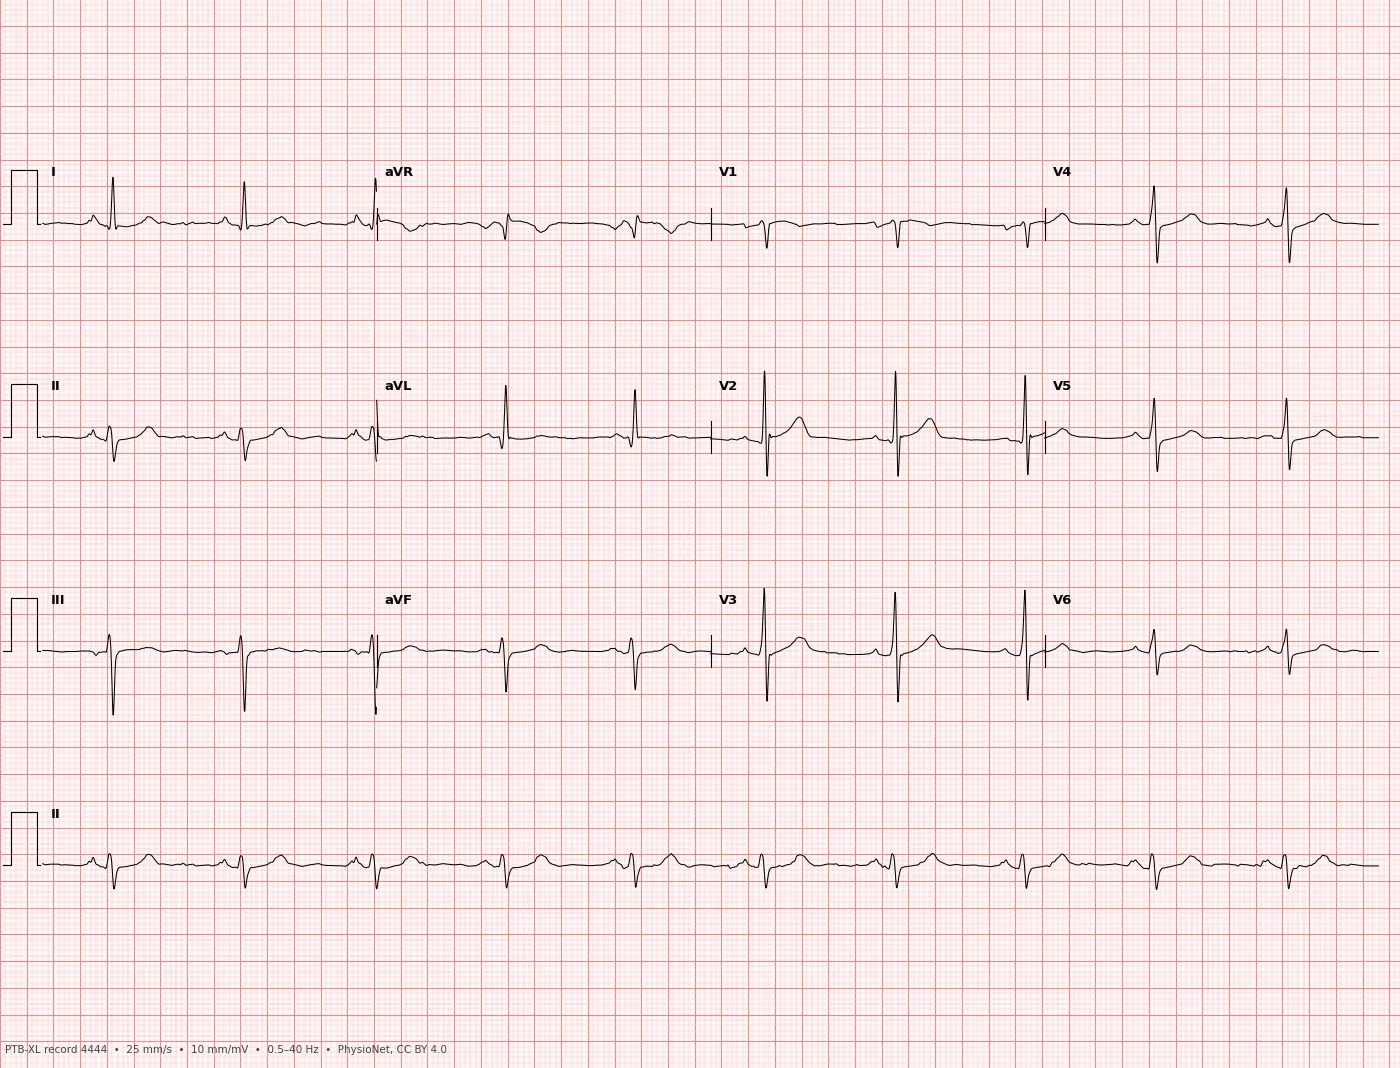 I aVR V1 V4
II aVL V2 V5
III aVF V3 V6
II
PTB-XL record 4444 • 25 mm/s • 10 mm/mV • 0.5–40 Hz • PhysioNet, CC BY 4.0